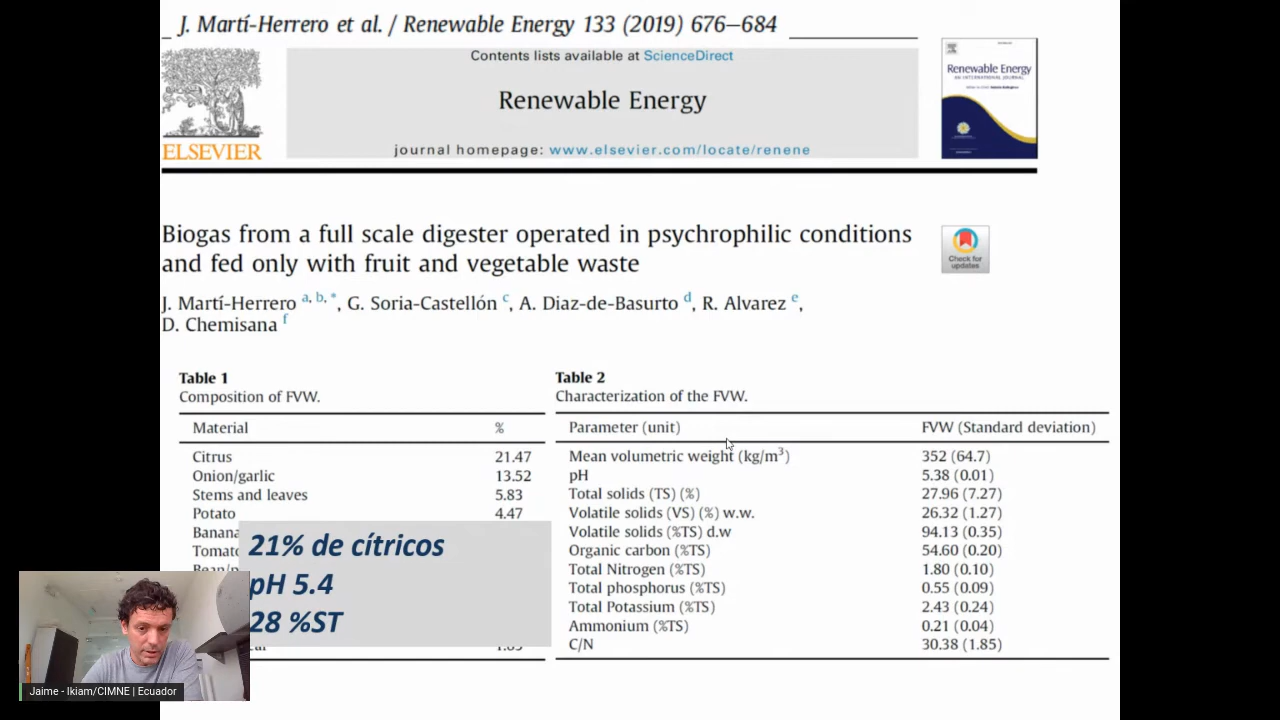 J. Martí-Herrero et al. / Renewable Energy 133 (2019) 676–684
Contents lists available at ScienceDirect
Renewable Energy
journal homepage: www.elsevier.com/locate/renene
ELSEVIER
Renewable Energy
AN INTERNATIONAL JOURNAL
Biogas from a full scale digester operated in psychrophilic conditions
and fed only with fruit and vegetable waste
Check for
updates
J. Martí-Herrero a, b, *, G. Soria-Castellón c, A. Diaz-de-Basurto d, R. Alvarez e,
D. Chemisana f
Table 1
Composition of FVW.
Material %
Citrus 21.47
Onion/garlic 13.52
Stems and leaves 5.83
Potato 4.47
Banana
Tomato
21% de cítricos
pH 5.4
28 %ST
Table 2
Characterization of the FVW.
Parameter (unit) FVW (Standard deviation)
Mean volumetric weight (kg/m3) 352 (64.7)
pH 5.38 (0.01)
Total solids (TS) (%) 27.96 (7.27)
Volatile solids (VS) (%) w.w. 26.32 (1.27)
Volatile solids (%TS) d.w 94.13 (0.35)
Organic carbon (%TS) 54.60 (0.20)
Total Nitrogen (%TS) 1.80 (0.10)
Total phosphorus (%TS) 0.55 (0.09)
Total Potassium (%TS) 2.43 (0.24)
Ammonium (%TS) 0.21 (0.04)
C/N 30.38 (1.85)
Jaime - Ikiam/CIMNE | Ecuador